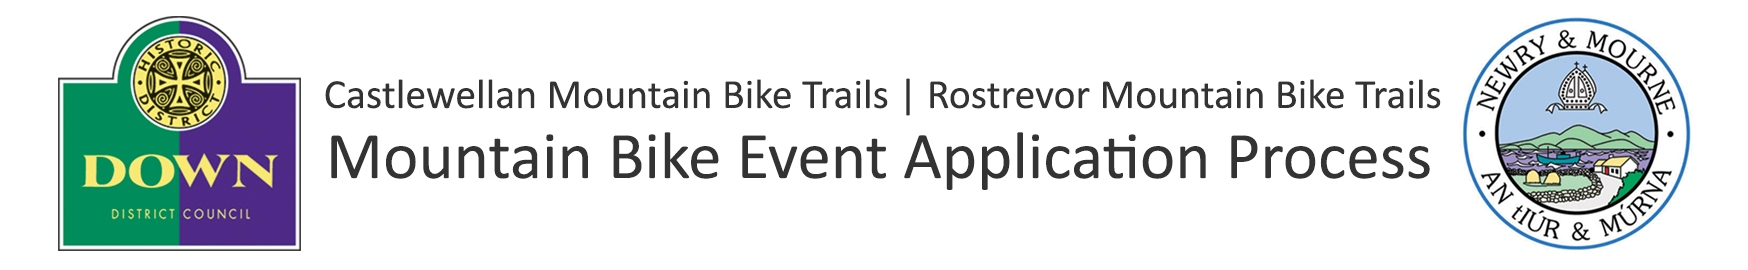 HISTORIC
DISTRICT
DOWN
DISTRICT COUNCIL
Castlewellan Mountain Bike Trails | Rostrevor Mountain Bike Trails
Mountain Bike Event Application Process
NEWRY & MOURNE
AN tIÚR & MÚRNA